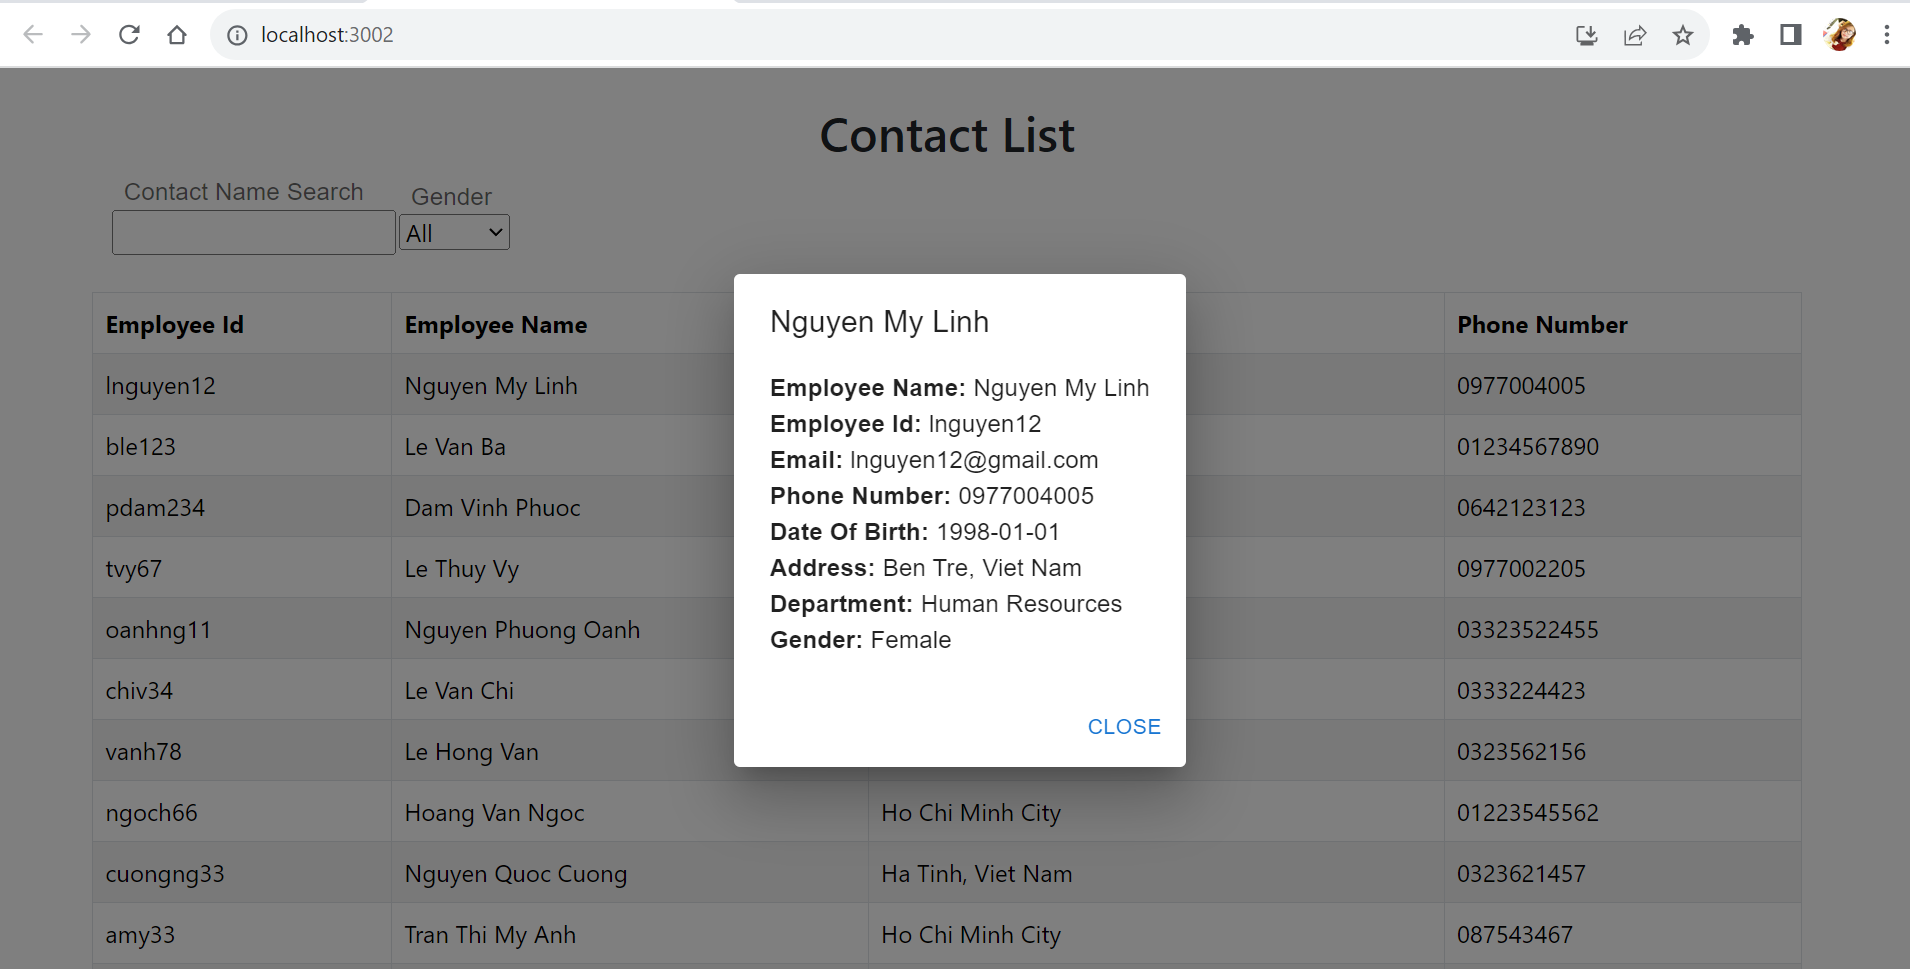 localhost:3002
Contact List
Contact Name Search
Gender
All
Employee Id Employee Name Phone Number
lnguyen12 Nguyen My Linh 0977004005
ble123 Le Van Ba 01234567890
pdam234 Dam Vinh Phuoc 0642123123
tvy67 Le Thuy Vy 0977002205
oanhng11 Nguyen Phuong Oanh 03323522455
chiv34 Le Van Chi 0333224423
vanh78 Le Hong Van 0323562156
ngoch66 Hoang Van Ngoc Ho Chi Minh City 01223545562
cuongng33 Nguyen Quoc Cuong Ha Tinh, Viet Nam 0323621457
amy33 Tran Thi My Anh Ho Chi Minh City 087543467
Nguyen My Linh
Employee Name: Nguyen My Linh
Employee Id: lnguyen12
Email: lnguyen12@gmail.com
Phone Number: 0977004005
Date Of Birth: 1998-01-01
Address: Ben Tre, Viet Nam
Department: Human Resources
Gender: Female
CLOSE